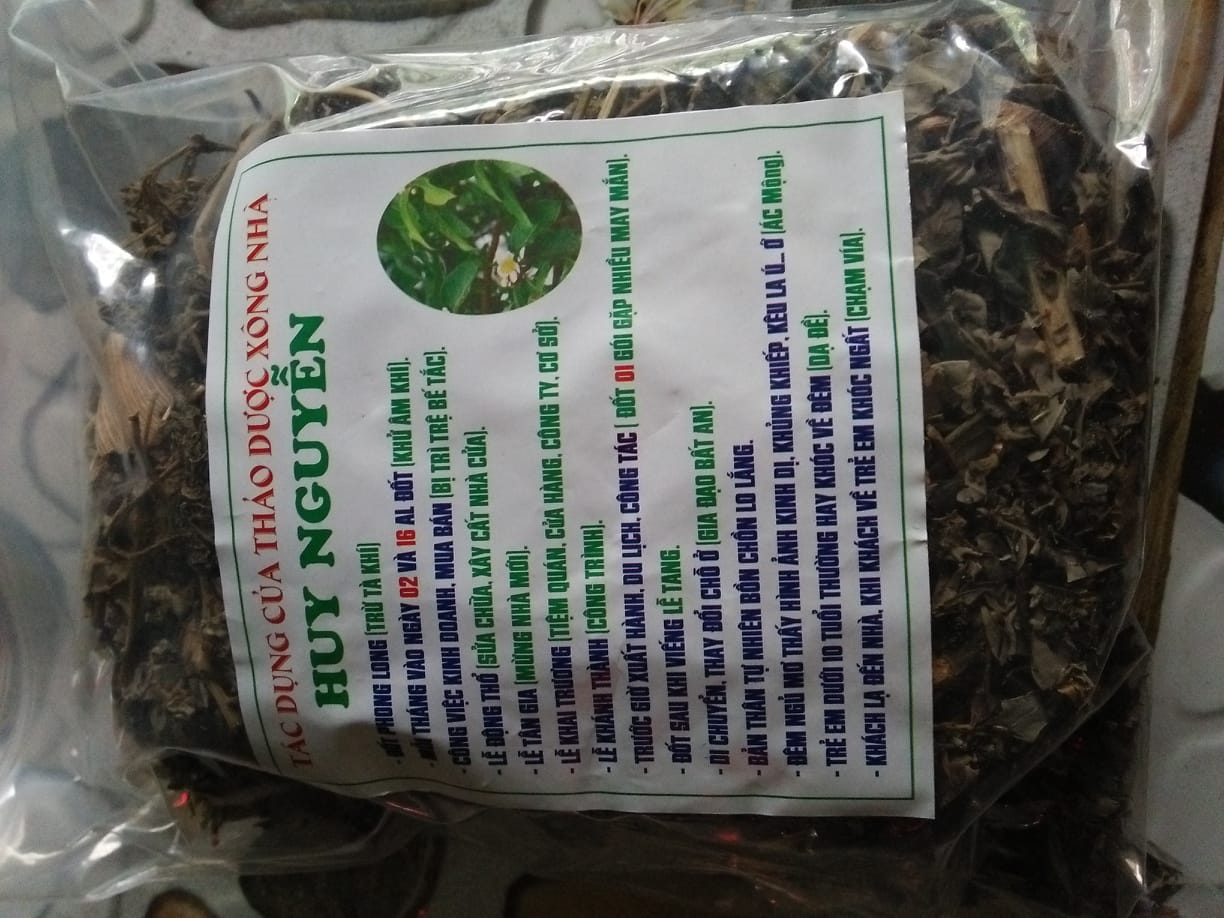 TÁC DỤNG CỦA THẢO DƯỢC XÔNG NHÀ
HUY NGUYỄN
- ĐỐT PHONG LONG (TRỪ TÀ KHÍ)
- MỖI THÁNG VÀO NGÀY 02 VÀ 16 AL ĐỐT (KHỬ ÂM KHÍ).
- CÔNG VIỆC KINH DOANH, MUA BÁN (BỊ TRÌ TRỆ BẾ TÁC).
- LỄ ĐỘNG THỔ (SỬA CHỮA, XÂY CẤT NHÀ CỬA).
- LỄ TÂN GIA (MỪNG NHÀ MỚI).
- LỄ KHAI TRƯƠNG (TIỆM QUÁN, CỬA HÀNG, CÔNG TY, CƠ SỞ).
- LỄ KHÁNH THÀNH (CÔNG TRÌNH).
- TRƯỚC GIỜ XUẤT HÀNH, DU LỊCH, CÔNG TÁC ( ĐỐT 01 GÓI GẶP NHIỀU MAY MẮN).
- ĐỐT SAU KHI VIẾNG LỄ TANG.
- DI CHUYỂN, THAY ĐỔI CHỖ Ở (GIA ĐẠO BẤT AN).
- BẢN THÂN TỰ NHIÊN BỒN CHỒN LO LẮNG.
- ĐÊM NGỦ MƠ THẤY HÌNH ẢNH KINH DỊ, KHỦNG KHIẾP, KÊU LA Ú... Ớ (ÁC Mộng).
- TRẺ EM DƯỚI 10 TUỔI THƯỜNG HAY KHÓC VỀ ĐÊM (DẠ ĐỀ).
- KHÁCH LẠ ĐẾN NHÀ, KHI KHÁCH VỀ TRẺ EM KHÓC NGẤT (CHẠM VÍA).